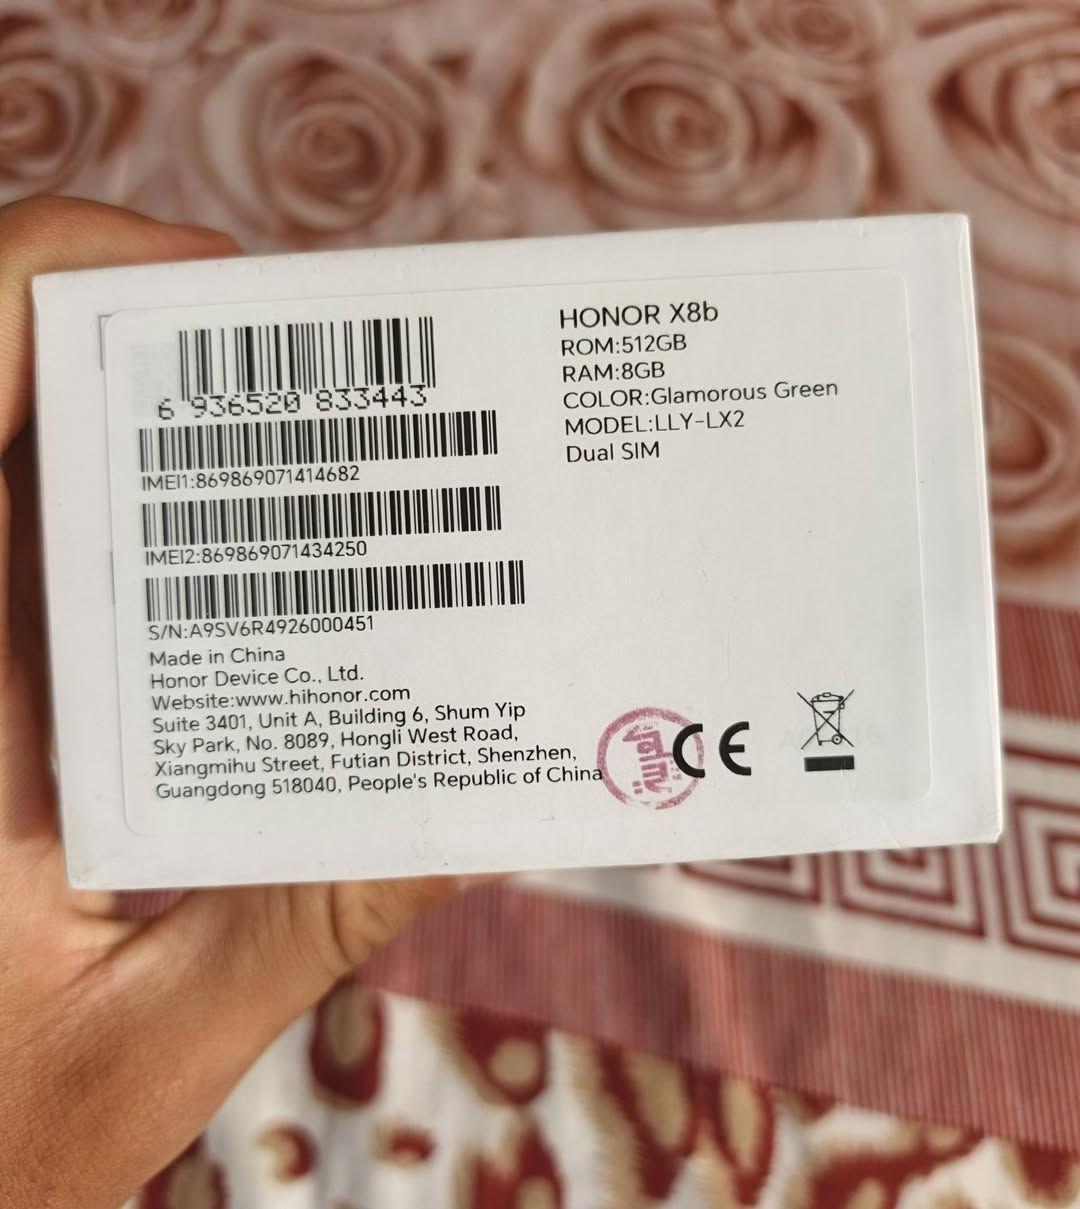 6 936520 833443
IMEI1:869869071414682
IMEI2:869869071434250
S/N:A9SV6R4926000451
Made in China
Honor Device Co., Ltd.
Website:www.hihonor.com
Suite 3401, Unit A, Building 6, Shum Yip
Sky Park, No. 8089, Hongli West Road,
Xiangmihu Street, Futian District, Shenzhen,
Guangdong 518040, People's Republic of China
HONOR X8b
ROM:512GB
RAM:8GB
COLOR:Glamorous Green
MODEL:LLY-LX2
Dual SIM
CE